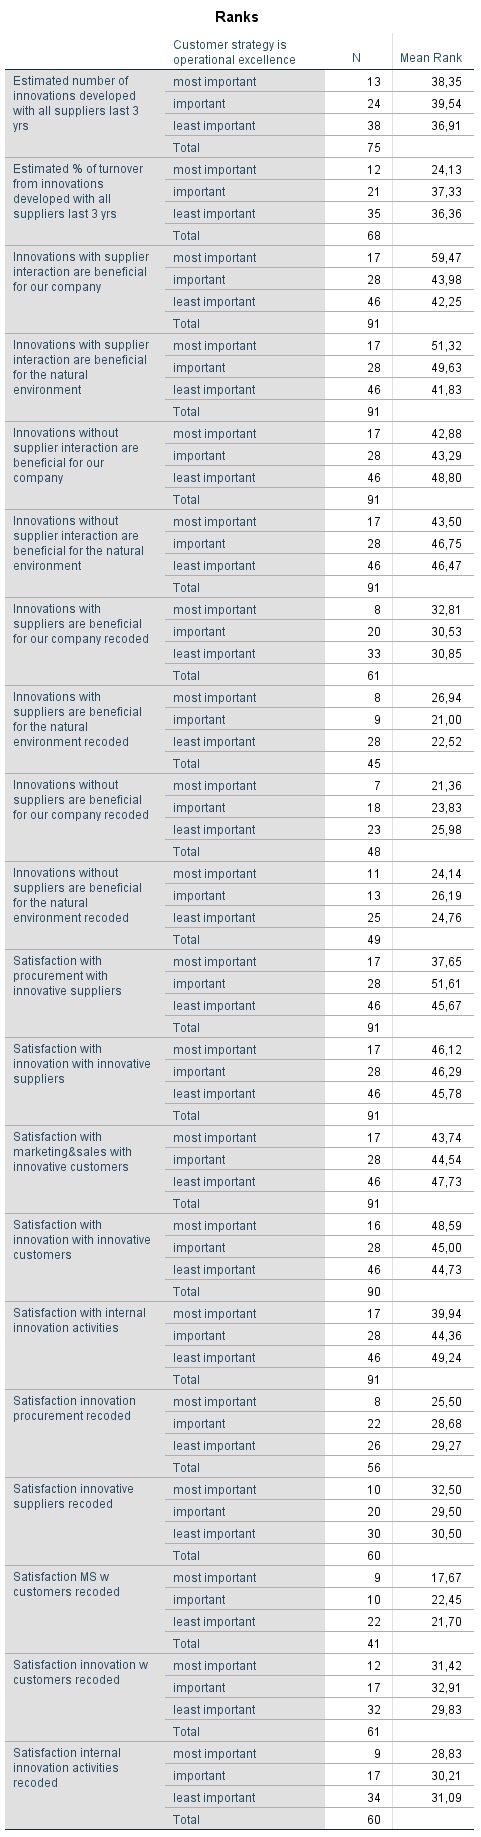 Ranks
Customer strategy is
operational excellence N Mean Rank
Estimated number of most important 13 38,35
innovations developed
with all suppliers last 3 important 24 39,54
yrs least important 38 36,91
Total 75
Estimated % of turnover most important 12 24,13
from innovations
developed with all important 21 37,33
suppliers last 3 yrs least important 35 36,36
Total 68
Innovations with supplier most important 17 59,47
interaction are beneficial
for our company important 28 43,98
least important 46 42,25
Total 91
Innovations with supplier most important 17 51,32
interaction are beneficial
for the natural important 28 49,63
environment least important 46 41,83
Total 91
Innovations without most important 17 42,88
supplier interaction are
beneficial for our important 28 43,29
company least important 46 48,80
Total 91
Innovations without most important 17 43,50
supplier interaction are
beneficial for the natural important 28 46,75
environment least important 46 46,47
Total 91
Innovations with most important 8 32,81
suppliers are beneficial
for our company recoded important 20 30,53
least important 33 30,85
Total 61
Innovations with most important 8 26,94
suppliers are beneficial
for the natural important 9 21,00
environment recoded least important 28 22,52
Total 45
Innovations without most important 7 21,36
suppliers are beneficial
for our company recoded important 18 23,83
least important 23 25,98
Total 48
Innovations without most important 11 24,14
suppliers are beneficial
for the natural important 13 26,19
environment recoded least important 25 24,76
Total 49
Satisfaction with most important 17 37,65
procurement with
innovative suppliers important 28 51,61
least important 46 45,67
Total 91
Satisfaction with most important 17 46,12
innovation with innovative
suppliers important 28 46,29
least important 46 45,78
Total 91
Satisfaction with most important 17 43,74
marketing&sales with
innovative customers important 28 44,54
least important 46 47,73
Total 91
Satisfaction with most important 16 48,59
innovation with innovative
customers important 28 45,00
least important 46 44,73
Total 90
Satisfaction with internal most important 17 39,94
innovation activities
important 28 44,36
least important 46 49,24
Total 91
Satisfaction innovation most important 8 25,50
procurement recoded
important 22 28,68
least important 26 29,27
Total 56
Satisfaction innovative most important 10 32,50
suppliers recoded
important 20 29,50
least important 30 30,50
Total 60
Satisfaction MS w most important 9 17,67
customers recoded
important 10 22,45
least important 22 21,70
Total 41
Satisfaction innovation w most important 12 31,42
customers recoded
important 17 32,91
least important 32 29,83
Total 61
Satisfaction internal most important 9 28,83
innovation activities
recoded important 17 30,21
least important 34 31,09
Total 60